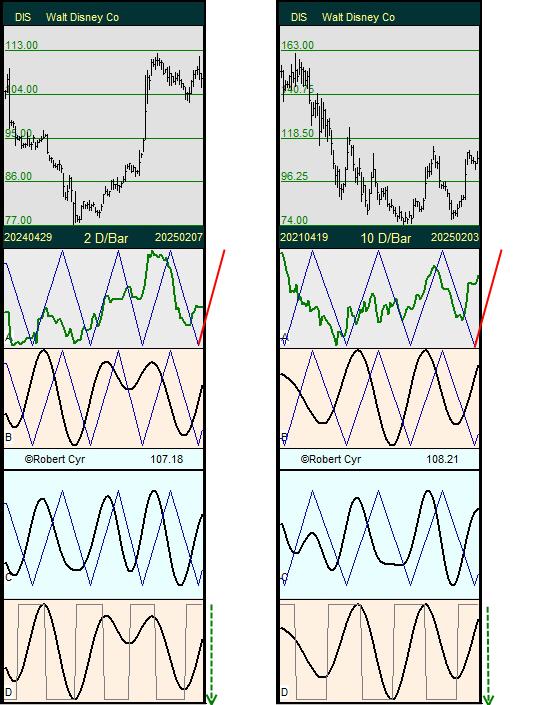 DIS Walt Disney Co
113.00
104.00
95.00
86.00
77.00
20240429 2 D/Bar 20250207
A
B
©Robert Cyr 107.18
C
D
DIS Walt Disney Co
163.00
140.75
118.50
96.25
74.00
20210419 10 D/Bar 20250203
A
B
©Robert Cyr 108.21
C
D